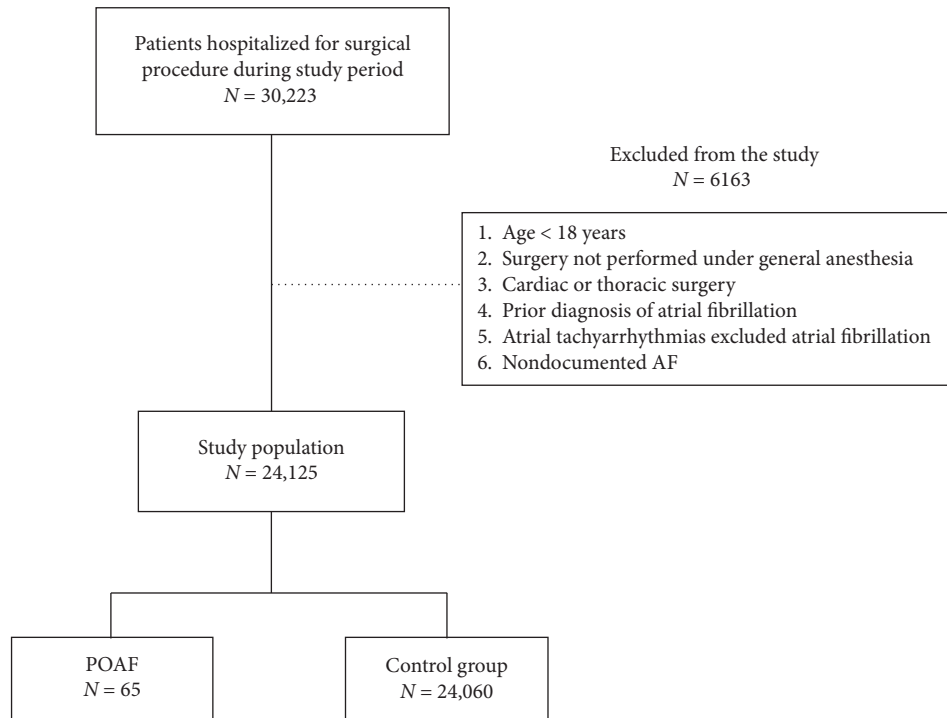 Patients hospitalized for surgical
procedure during study period
N = 30,223
Excluded from the study
N = 6163
1. Age < 18 years
2. Surgery not performed under general anesthesia
3. Cardiac or thoracic surgery
4. Prior diagnosis of atrial fibrillation
5. Atrial tachyarrhythmias excluded atrial fibrillation
6. Nondocumented AF
Study population
N = 24,125
POAF
N = 65
Control group
N = 24,060